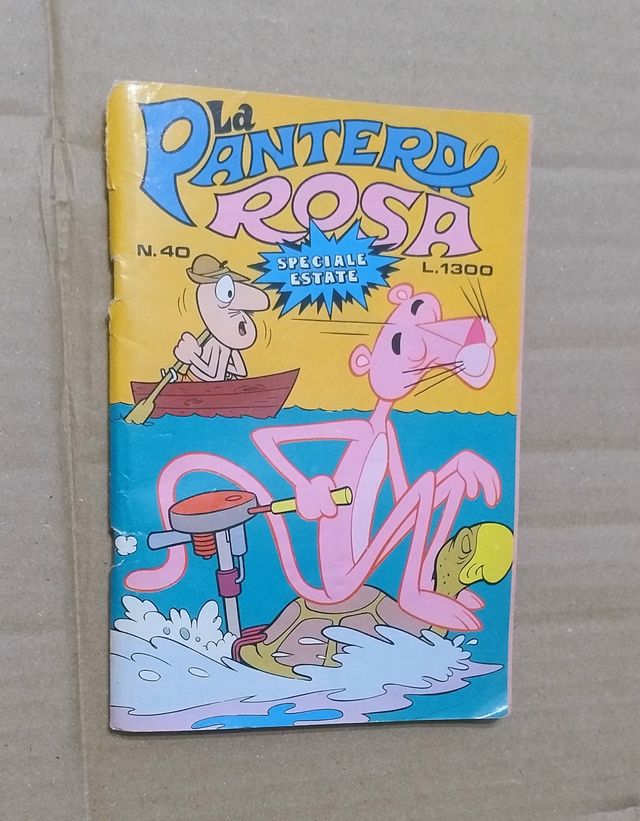 La
PANTERA
ROSA
N.40
SPECIALE
ESTATE
L.1300